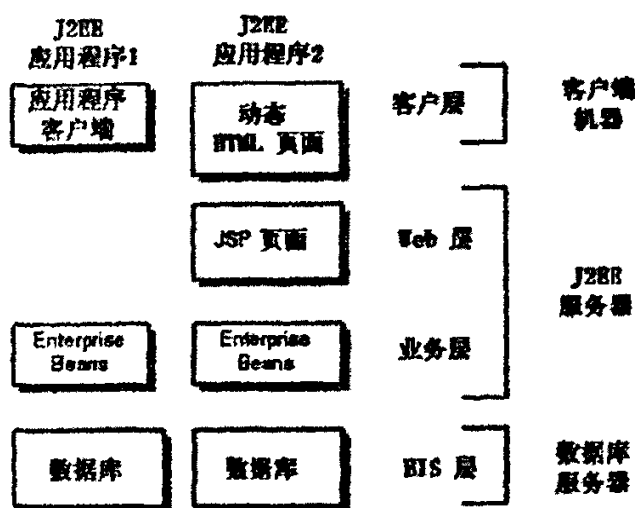 J2EE
应用程序1
J2EE
应用程序2
应用程序
客户端
动态
HTML 页面
客户层
客户端
机器
JSP 页面
Web 层
J2EE
服务器
Enterprise
Beans
Enterprise
Beans
业务层
数据库
数据库
EIS 层
数据库
服务器